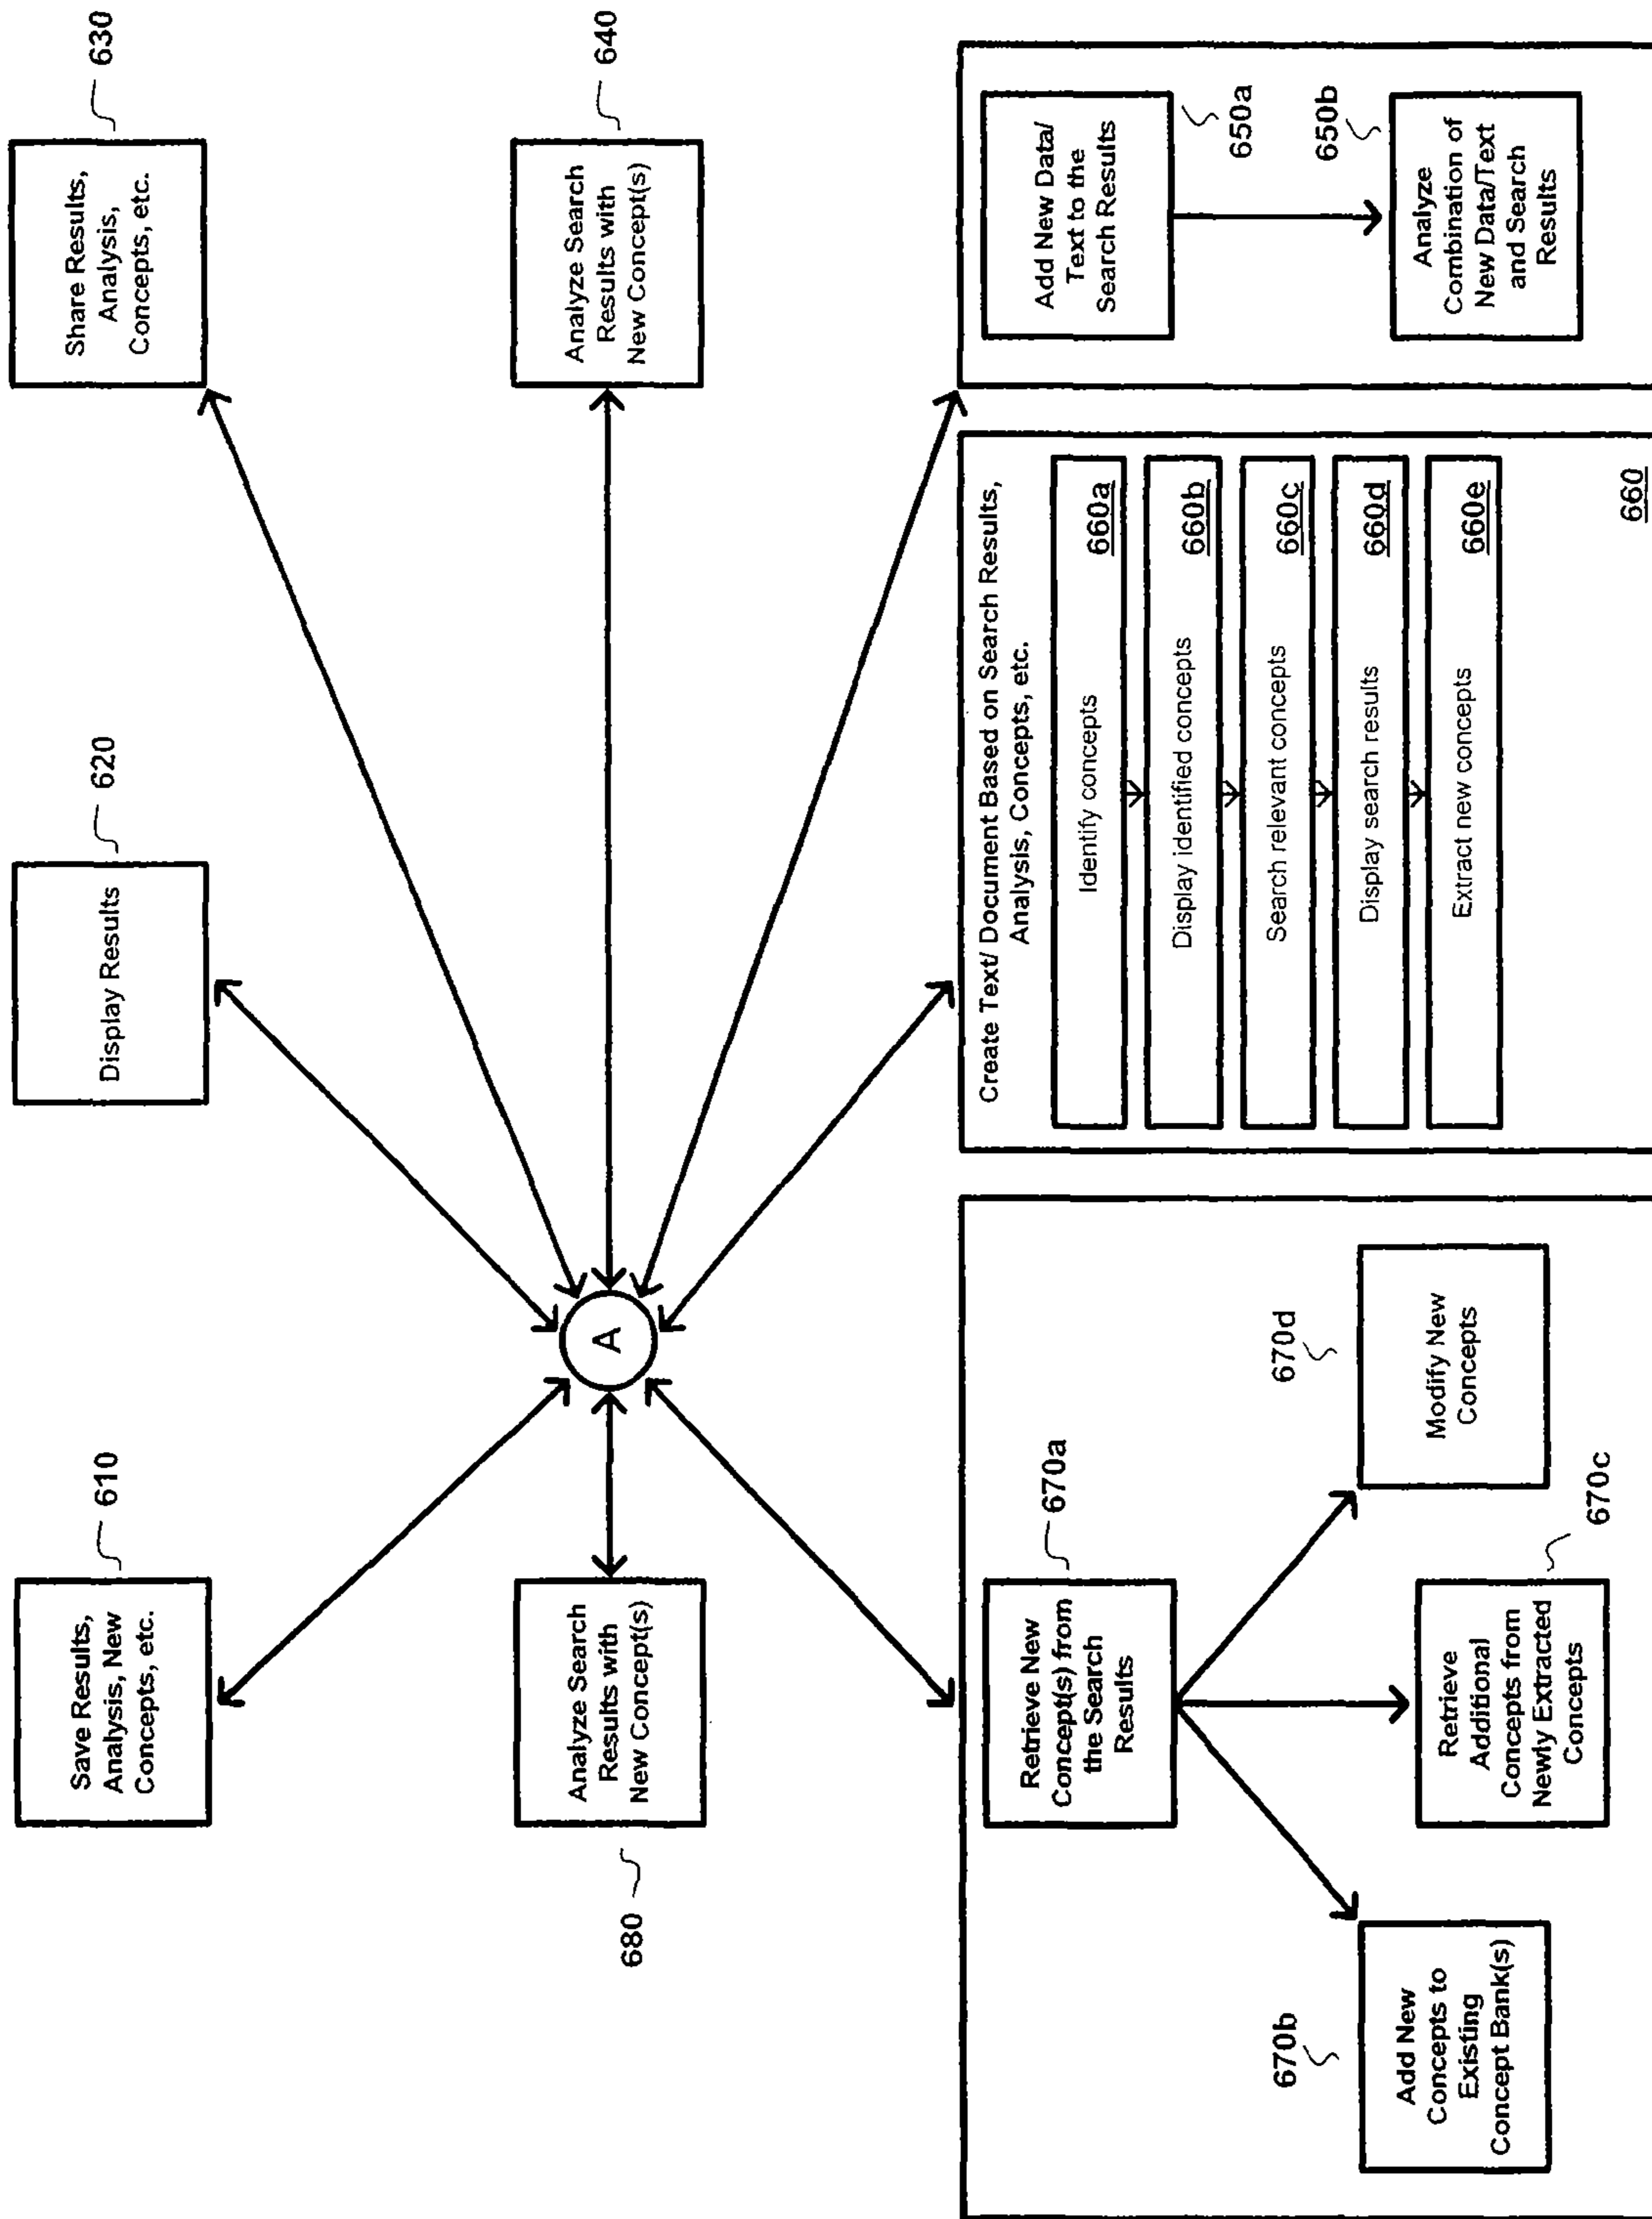 610
Save Results,
Analysis, New
Concepts, etc.
620
Display Results
630
Share Results,
Analysis,
Concepts, etc.
680
Analyze Search
Results with
New Concept(s)
A
640
Analyze Search
Results with
New Concept(s)
670a
Retrieve New
Concept(s) from
the Search
Results
670b
Add New
Concepts to
Existing
Concept Bank(s)
670c
Retrieve
Additional
Concepts from
Newly Extracted
Concepts
670d
Modify New
Concepts
Create Text/ Document Based on Search Results,
Analysis, Concepts, etc.
Identify concepts 660a
Display identified concepts 660b
Search relevant concepts 660c
Display search results 660d
Extract new concepts 660e
660
Add New Data/
Text to the
Search Results
650a
650b
Analyze
Combination of
New Data/Text
and Search
Results